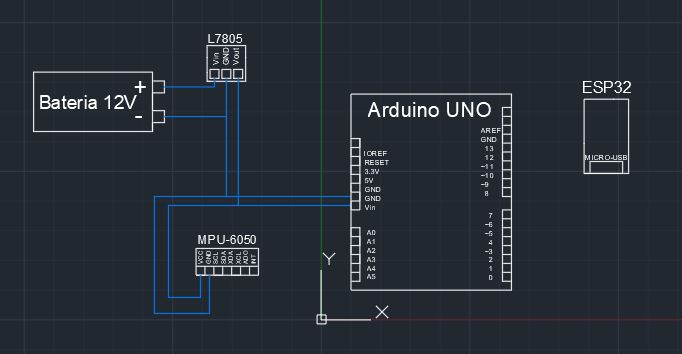 L7805
Vin
GND
Vout
Bateria 12V
+
-
Arduino UNO
IOREF
RESET
3.3V
5V
GND
GND
Vin
A0
A1
A2
A3
A4
A5
AREF
GND
13
12
~11
~10
~9
8
7
~6
~5
4
~3
2
1
0
ESP32
MICRO-USB
MPU-6050
VCC
GND
SCL
SDA
XDA
XCL
ADO
INT
Y
X